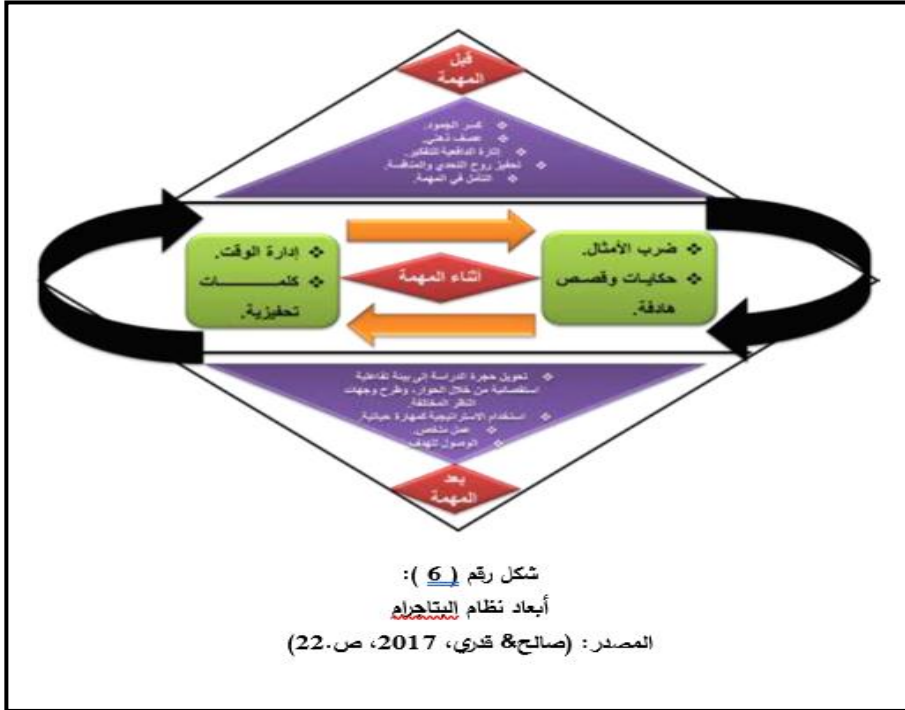 قبل
المهمة
❖ كسر الجمود.
❖ عصف ذهني.
❖ إثارة الدافعية للتفكير.
❖ تحفيز روح التحدي والمنافسة.
❖ التأمل في المهمة.
❖ ضرب الأمثال.
❖ حكايات وقصص
هادفة.
أثناء المهمة
❖ إدارة الوقت.
❖ كلمـــــــات
تحفيزية.
❖ تحويل حجرة الدراسة إلى بيئة تفاعلية
استقصائية من خلال الحوار، وطرح وجهات
النظر المختلفة.
❖ استخدام الاستراتيجية كمهارة حياتية.
❖ عمل ملخص.
❖ الوصول للهدف.
بعد
المهمة
شكل رقم ( 6 ):
أبعاد نظام البتاجرام
المصدر: (صالح& قدري، 2017، ص.22)